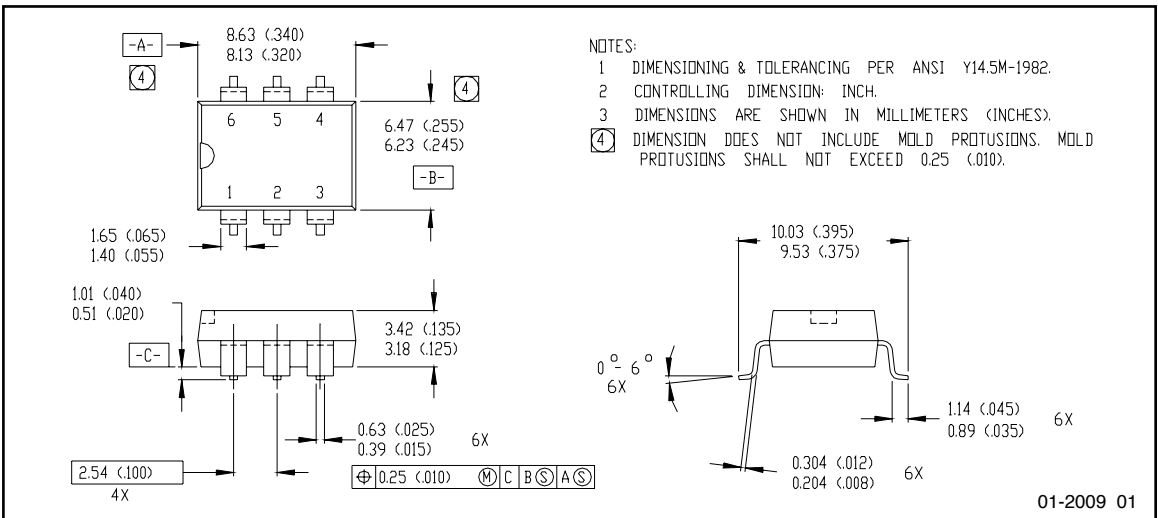 -A-
8.63 (.340)
8.13 (.320)
4
4
6 5 4
6.47 (.255)
6.23 (.245)
-B-
1 2 3
1.65 (.065)
1.40 (.055)
NOTES:
1 DIMENSIONING & TOLERANCING PER ANSI Y14.5M-1982.
2 CONTROLLING DIMENSION: INCH.
3 DIMENSIONS ARE SHOWN IN MILLIMETERS (INCHES).
4 DIMENSION DOES NOT INCLUDE MOLD PROTUSIONS. MOLD
PROTUSIONS SHALL NOT EXCEED 0.25 (.010).
1.01 (.040)
0.51 (.020)
-C-
3.42 (.135)
3.18 (.125)
0.63 (.025)
0.39 (.015)
6X
2.54 (.100)
4X
⌖ 0.25 (.010) Ⓜ C B Ⓢ A Ⓢ
10.03 (.395)
9.53 (.375)
0° - 6°
6X
1.14 (.045)
0.89 (.035)
6X
0.304 (.012)
0.204 (.008)
6X
01-2009 01